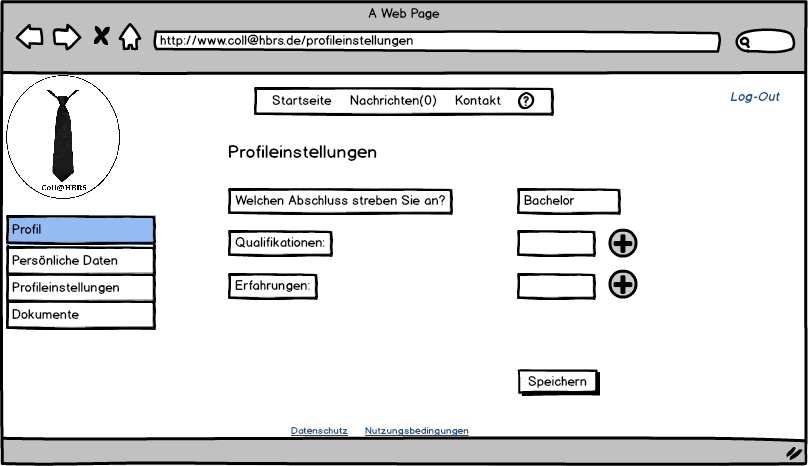 A Web Page
http://www.coll@hbrs.de/profileinstellungen
Startseite Nachrichten(0) Kontakt ?
Log-Out
Coll@HBRS
Profileinstellungen
Welchen Abschluss streben Sie an? Bachelor
Profil
Qualifikationen:
Persönliche Daten
Profileinstellungen
Erfahrungen:
Dokumente
Speichern
Datenschutz Nutzungsbedingungen